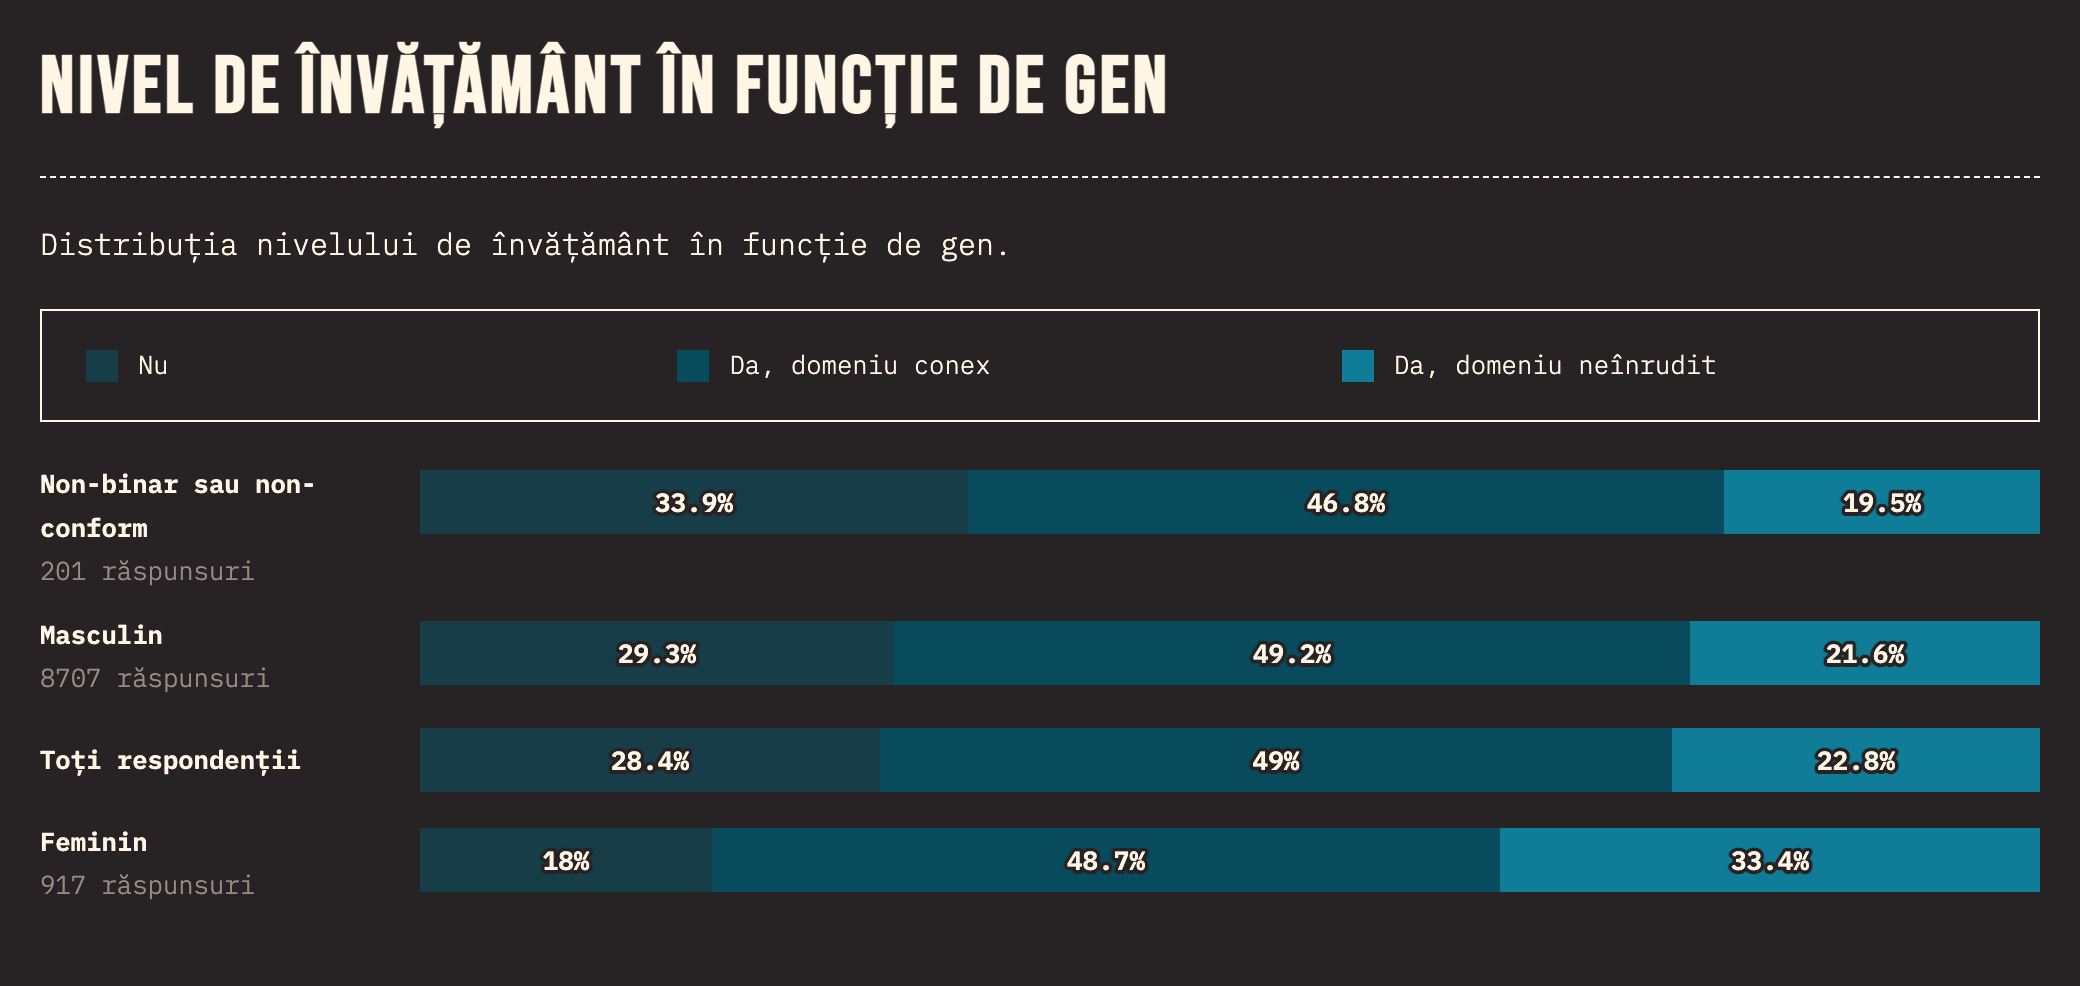 NIVEL DE ÎNVĂȚĂMÂNT ÎN FUNCȚIE DE GEN
Distribuția nivelului de învățământ în funcție de gen.
Nu
Da, domeniu conex
Da, domeniu neînrudit
Non-binar sau non-
conform
201 răspunsuri
33.9%
46.8%
19.5%
Masculin
8707 răspunsuri
29.3%
49.2%
21.6%
Toți respondenții
28.4%
49%
22.8%
Feminin
917 răspunsuri
18%
48.7%
33.4%